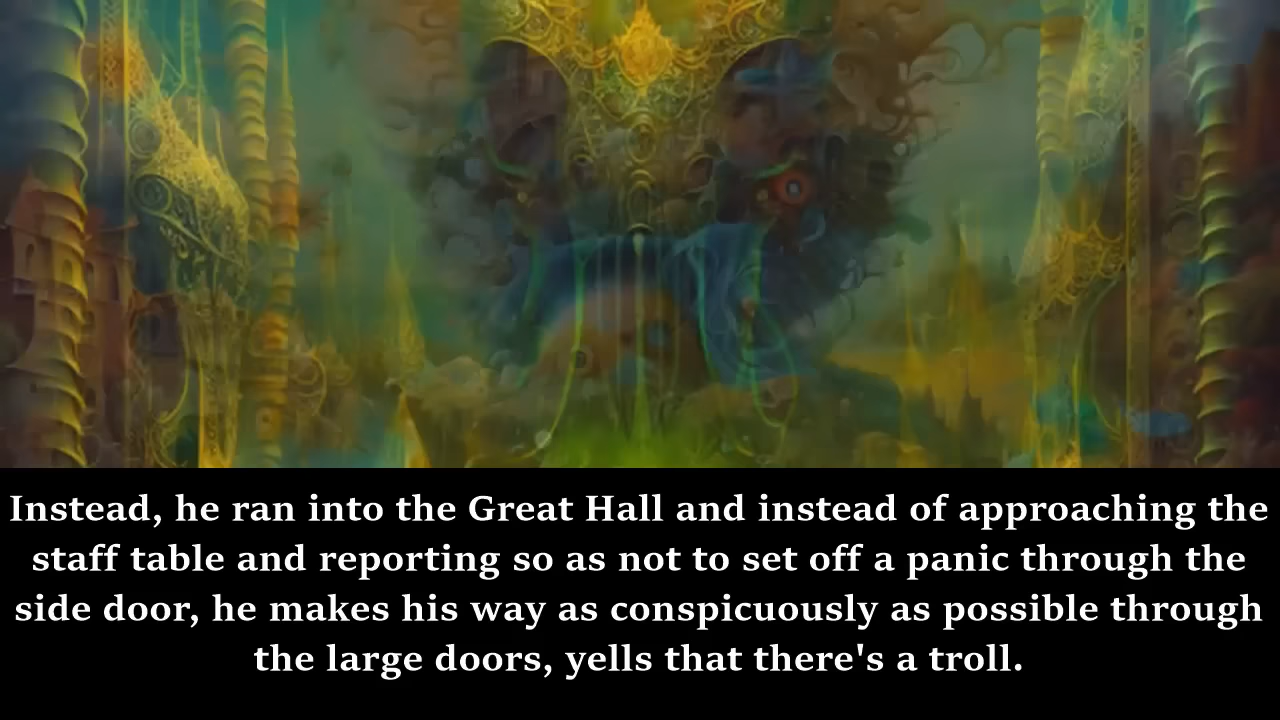 Instead, he ran into the Great Hall and instead of approaching the
staff table and reporting so as not to set off a panic through the
side door, he makes his way as conspicuously as possible through
the large doors, yells that there's a troll.